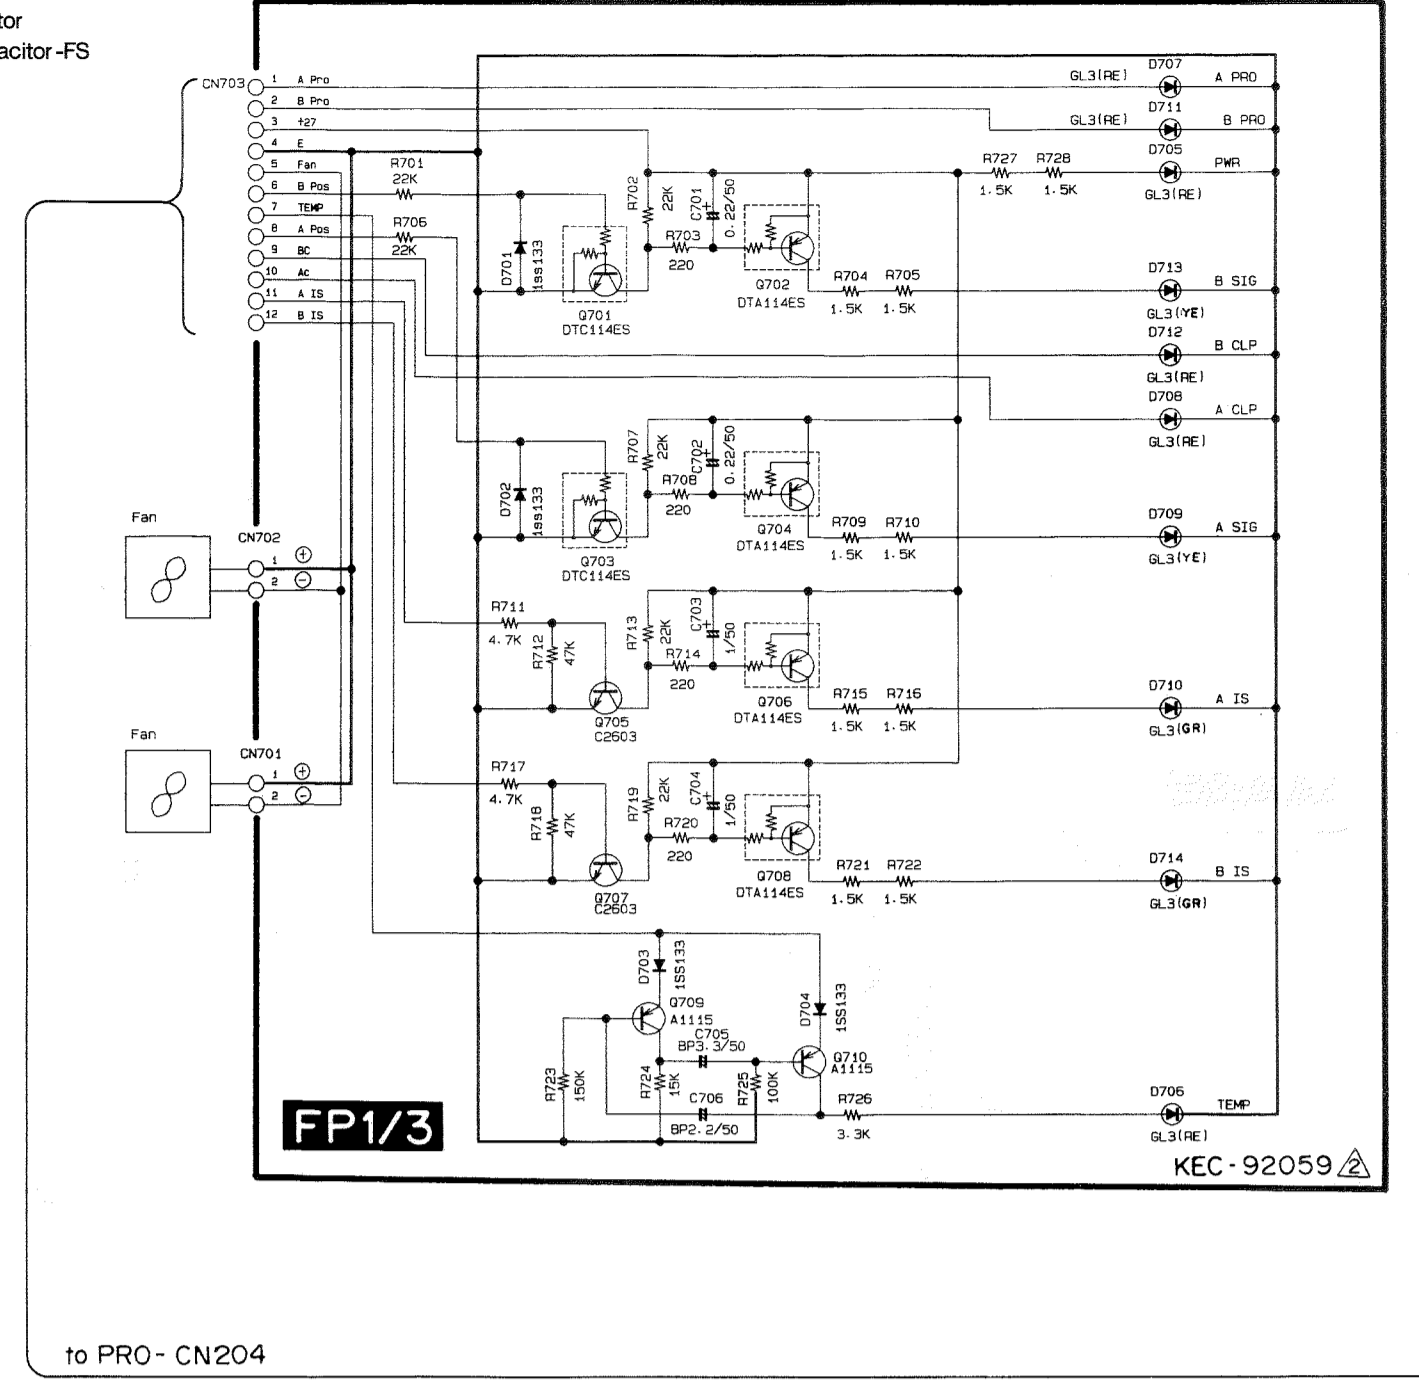 tor
acitor-FS
CN703
1 A Pro
2 B Pro
3 +27
4 E
5 Fan
6 B Pos
7 TEMP
8 A Pos
9 BC
10 Ac
11 A IS
12 B IS
R701
22K
R706
22K
D701
1ss133
Q701
DTC114ES
R702
22K
R703
220
C701
+
0.22/50
Q702
DTA114ES
R704
1.5K
R705
1.5K
R727
1.5K
R728
1.5K
GL3(RE)
D707
A PRO
GL3(RE)
D711
B PRO
D705
PWR
GL3(RE)
D713
B SIG
GL3(YE)
D712
B CLP
GL3(RE)
D708
A CLP
GL3(RE)
D702
1ss133
Q703
DTC114ES
R707
22K
R708
220
C702
+
0.22/50
Q704
DTA114ES
R709
1.5K
R710
1.5K
D709
A SIG
GL3(YE)
Fan
CN702
1 +
2 −
R711
4.7K
R712
47K
Q705
C2603
R713
22K
R714
220
C703
+
1/50
Q706
DTA114ES
R715
1.5K
R716
1.5K
D710
A IS
GL3(GR)
Fan
CN701
1 +
2 −
R717
4.7K
R718
47K
Q707
C2603
R719
22K
R720
220
C704
+
1/50
Q708
DTA114ES
R721
1.5K
R722
1.5K
D714
B IS
GL3(GR)
D703
1SS133
Q709
A1115
D704
1SS133
C705
BP3.3/50
Q710
A1115
R723
150K
R724
15K
R725
100K
C706
BP2.2/50
R726
3.3K
D706
TEMP
GL3(RE)
FP1/3
KEC-92059 2
to PRO-CN204